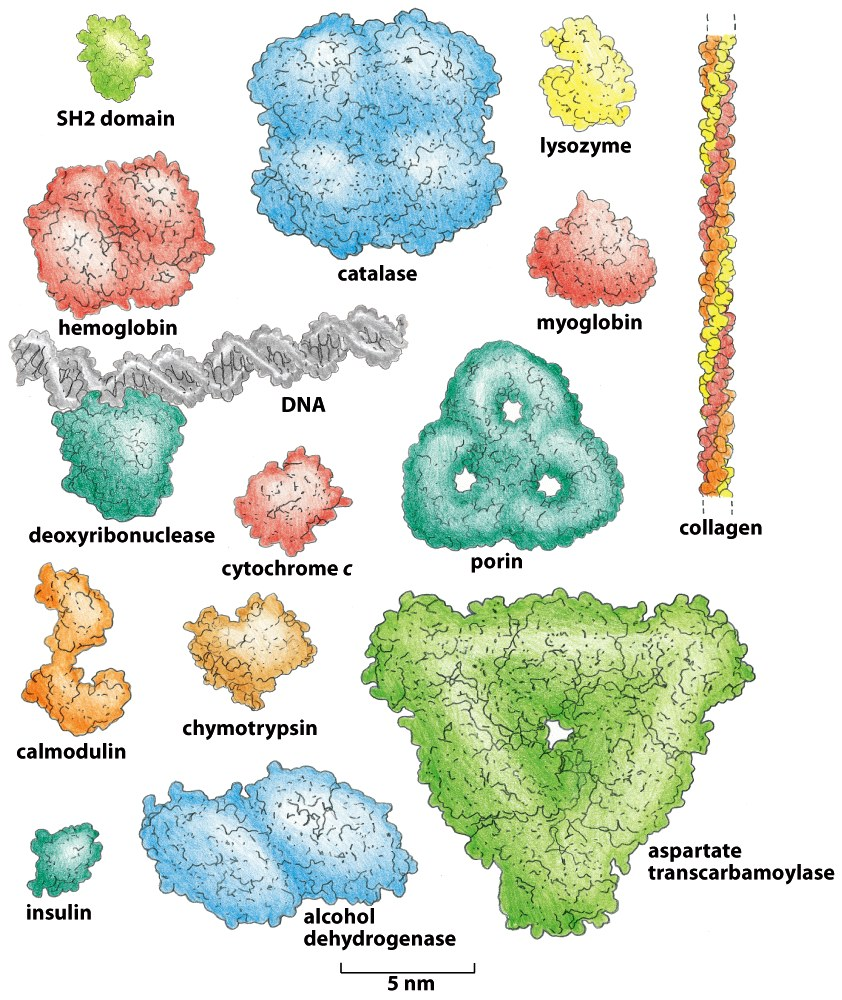 SH2 domain
catalase
lysozyme
hemoglobin
myoglobin
DNA
deoxyribonuclease
cytochrome c
porin
collagen
calmodulin
chymotrypsin
insulin
alcohol
dehydrogenase
aspartate
transcarbamoylase
5 nm